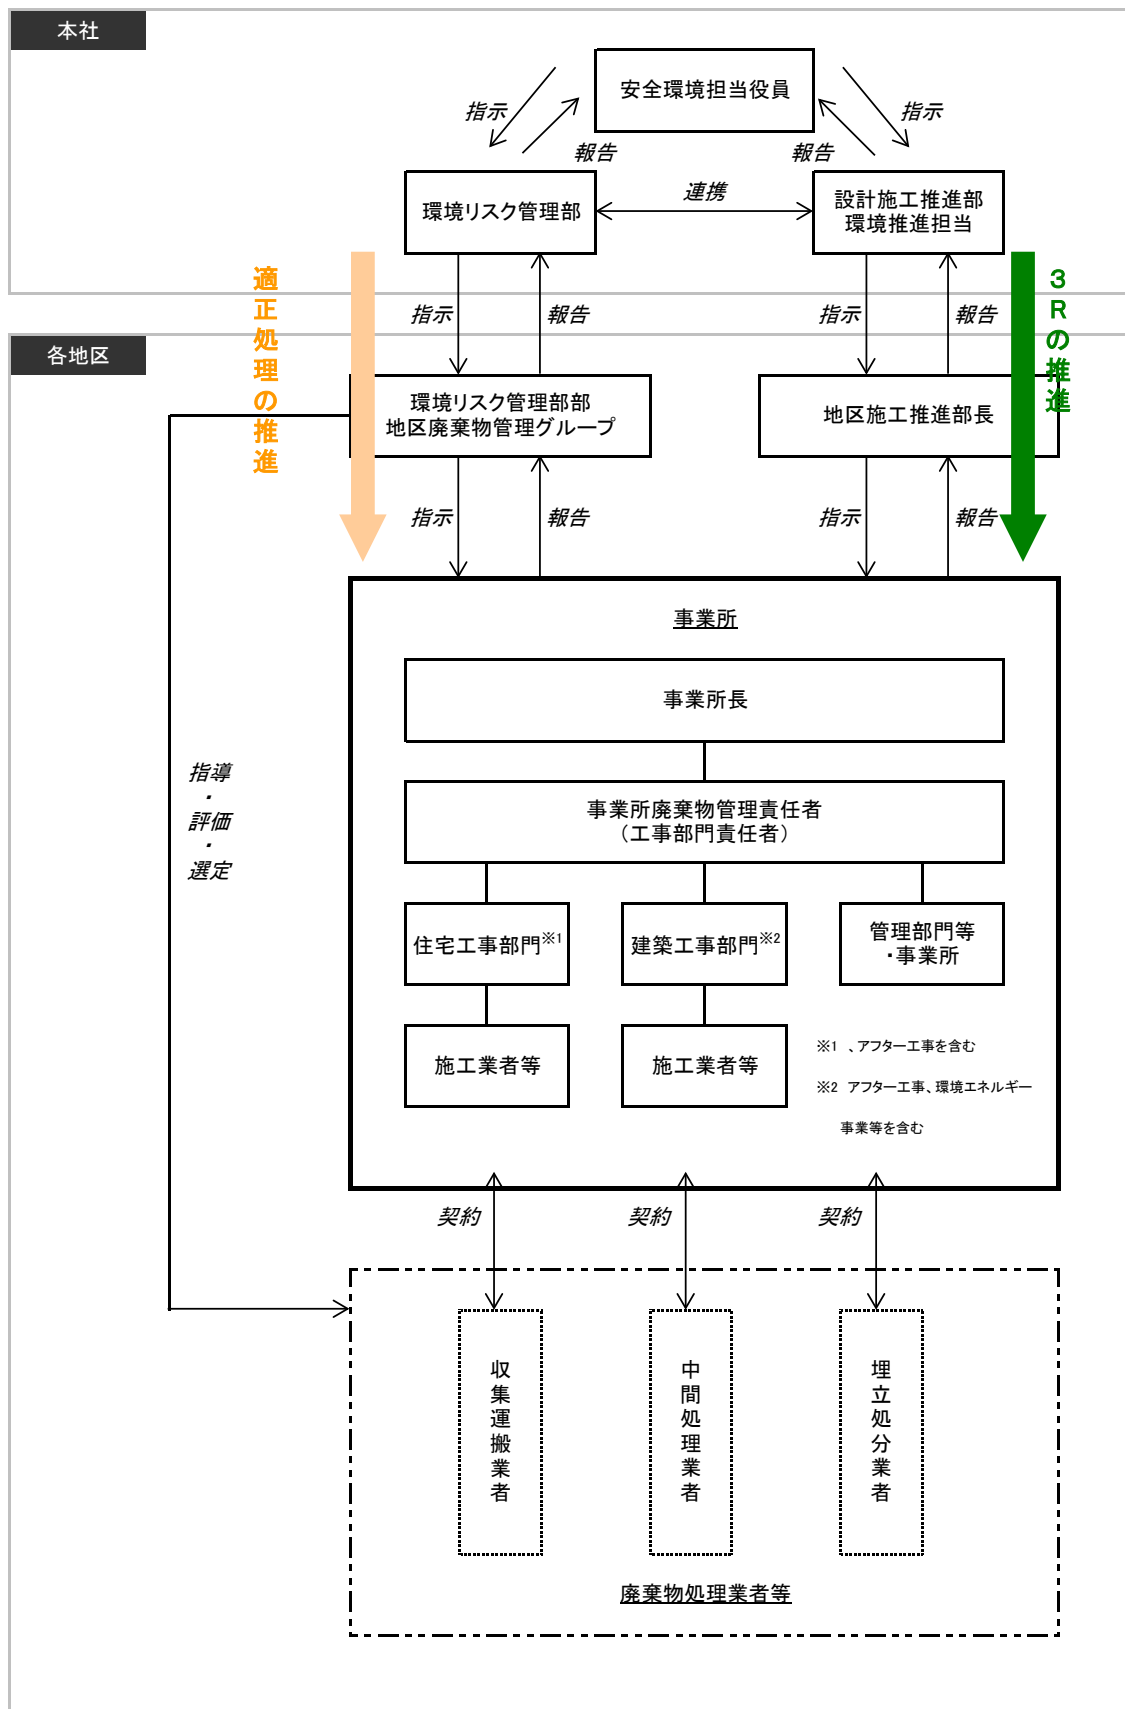 本社
安全環境担当役員
指示
指示
報告
報告
環境リスク管理部
連携
設計施工推進部
環境推進担当
適正処理の推進
3Rの推進
指示
報告
指示
報告
各地区
環境リスク管理部部
地区廃棄物管理グループ
地区施工推進部長
指示
報告
指示
報告
事業所
事業所長
事業所廃棄物管理責任者
（工事部門責任者）
指導
・
評価
・
選定
住宅工事部門※1
建築工事部門※2
管理部門等
・事業所
施工業者等
施工業者等
※1 、アフター工事を含む
※2 アフター工事、環境エネルギー
事業等を含む
契約
契約
契約
収集運搬業者
中間処理業者
埋立処分業者
廃棄物処理業者等